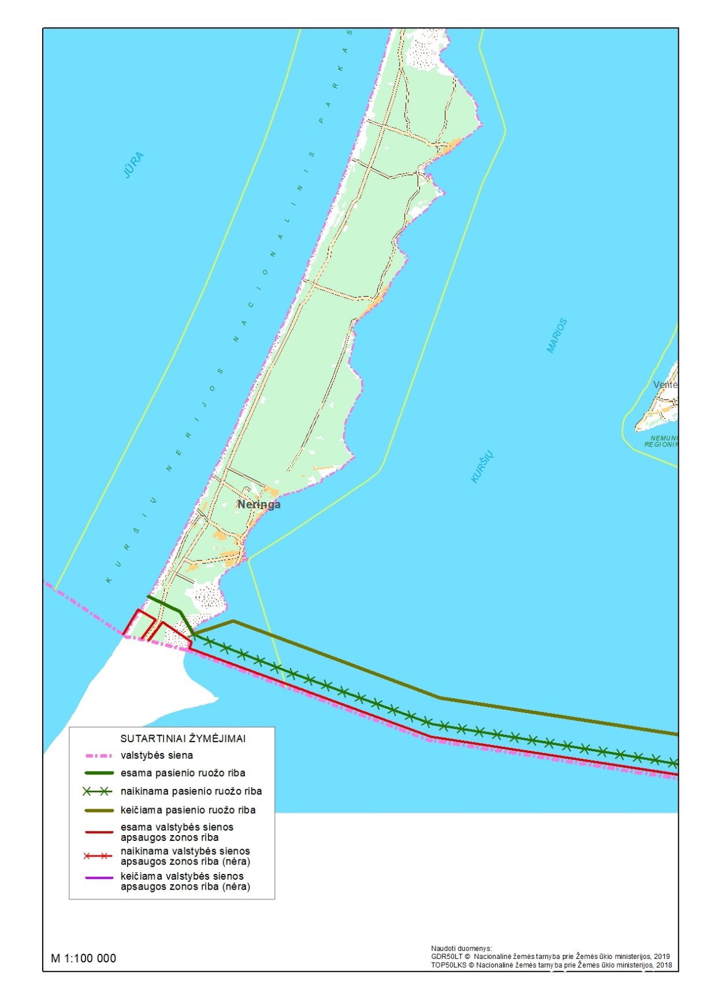 KURŠIŲ NERIJOS NACIONALINIS PARKAS
JŪRA
MARIOS
Ventė
NEMUN
REGIONIN
KURŠIŲ
Neringa
SUTARTINIAI ŽYMĖJIMAI
valstybės siena
esama pasienio ruožo riba
naikinama pasienio ruožo riba
keičiama pasienio ruožo riba
esama valstybės sienos
apsaugos zonos riba
naikinama valstybės sienos
apsaugos zonos riba (nėra)
keičiama valstybės sienos
apsaugos zonos riba (nėra)
M 1:100 000
Naudoti duomenys:
GDR50LT © Nacionalinė žemės tarnyba prie Žemės ūkio ministerijos, 2019
TOP50LKS © Nacionalinė žemės tarnyba prie Žemės ūkio ministerijos, 2018